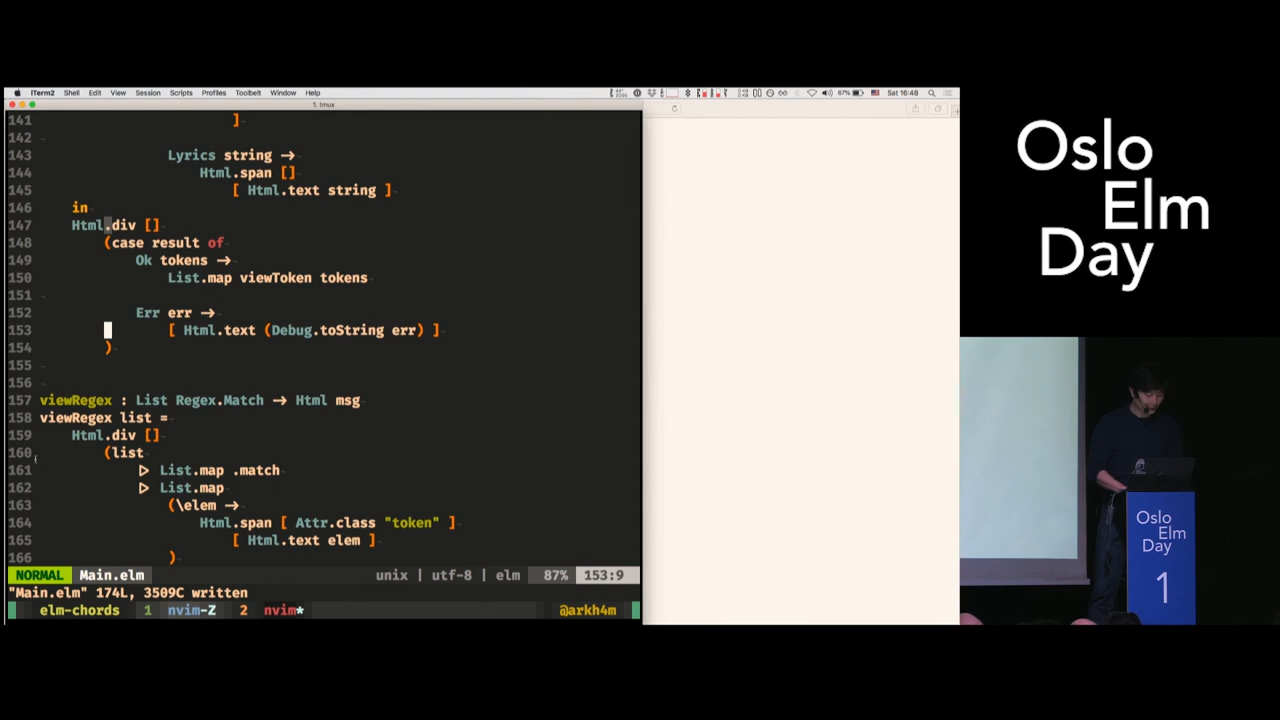 iTerm2 Shell Edit View Session Scripts Profiles Toolbelt Window Help
67% Sat 16:48
1. tmux
141 ]
142
143 Lyrics string →
144 Html.span []
145 [ Html.text string ]
146 in
147 Html.div []
148 (case result of
149 Ok tokens →
150 List.map viewToken tokens
151
152 Err err →
153 [ Html.text (Debug.toString err) ]
154 )
155
156
157 viewRegex : List Regex.Match → Html msg
158 viewRegex list =
159 Html.div []
160 (list
161 ▷ List.map .match
162 ▷ List.map
163 (\elem →
164 Html.span [ Attr.class "token" ]
165 [ Html.text elem ]
166 )
NORMAL Main.elm unix | utf-8 | elm 87% 153:9
"Main.elm" 174L, 3509C written
elm-chords 1 nvim-Z 2 nvim* @arkh4m
Oslo
Elm
Day
Oslo
Elm
Day
1